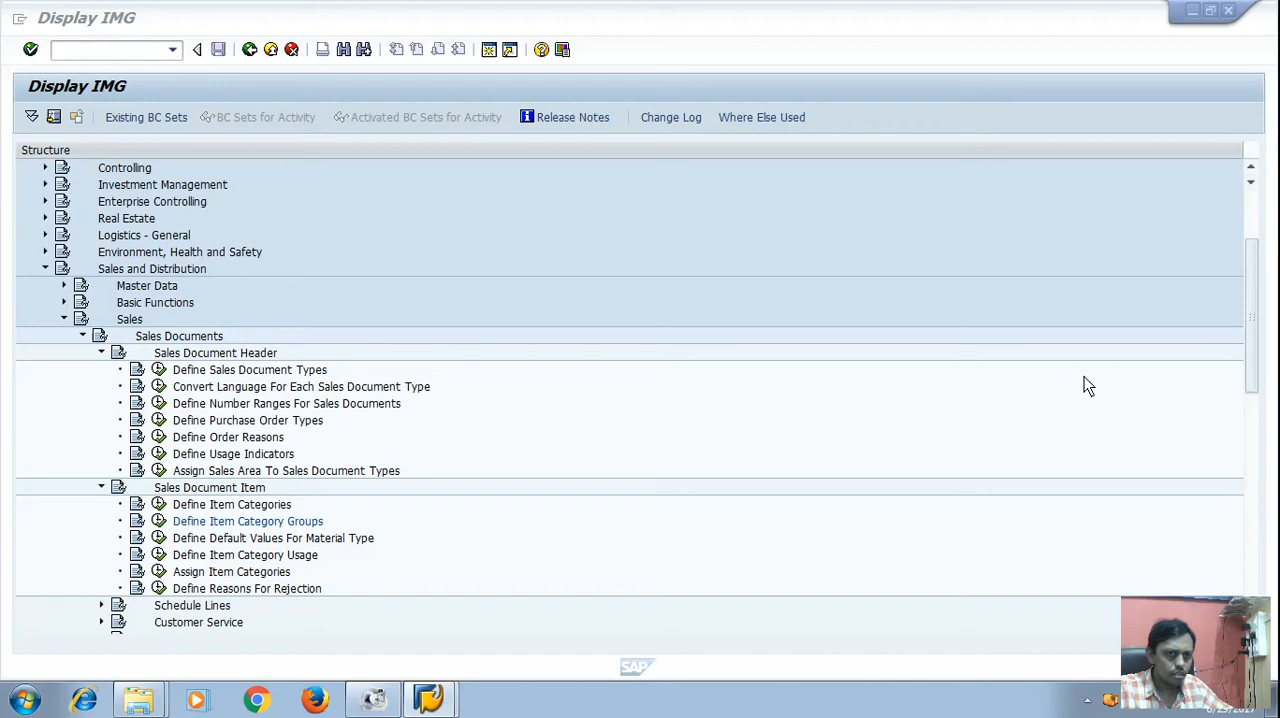 Display IMG
Display IMG
Existing BC Sets BC Sets for Activity Activated BC Sets for Activity Release Notes Change Log Where Else Used
Structure
Controlling
Investment Management
Enterprise Controlling
Real Estate
Logistics - General
Environment, Health and Safety
Sales and Distribution
Master Data
Basic Functions
Sales
Sales Documents
Sales Document Header
Define Sales Document Types
Convert Language For Each Sales Document Type
Define Number Ranges For Sales Documents
Define Purchase Order Types
Define Order Reasons
Define Usage Indicators
Assign Sales Area To Sales Document Types
Sales Document Item
Define Item Categories
Define Item Category Groups
Define Default Values For Material Type
Define Item Category Usage
Assign Item Categories
Define Reasons For Rejection
Schedule Lines
Customer Service
SAP